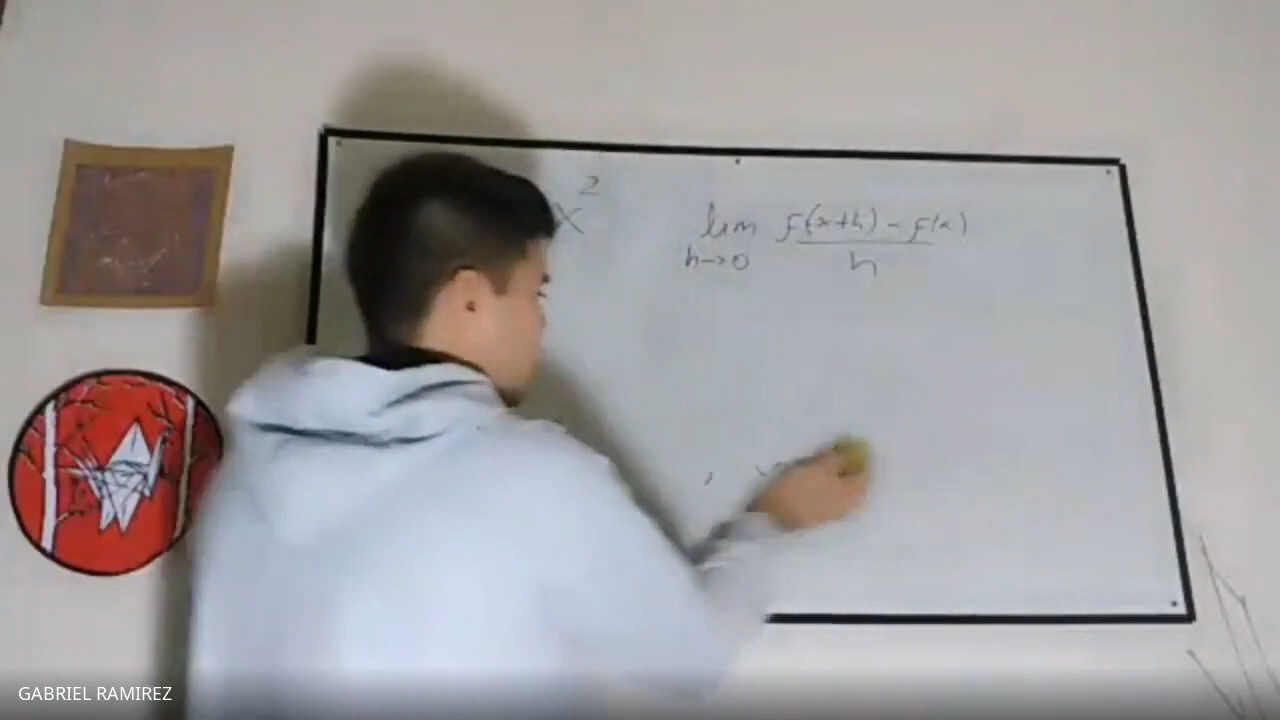 x²
lim f(x+h) - f(x)
h→0 h
GABRIEL RAMIREZ